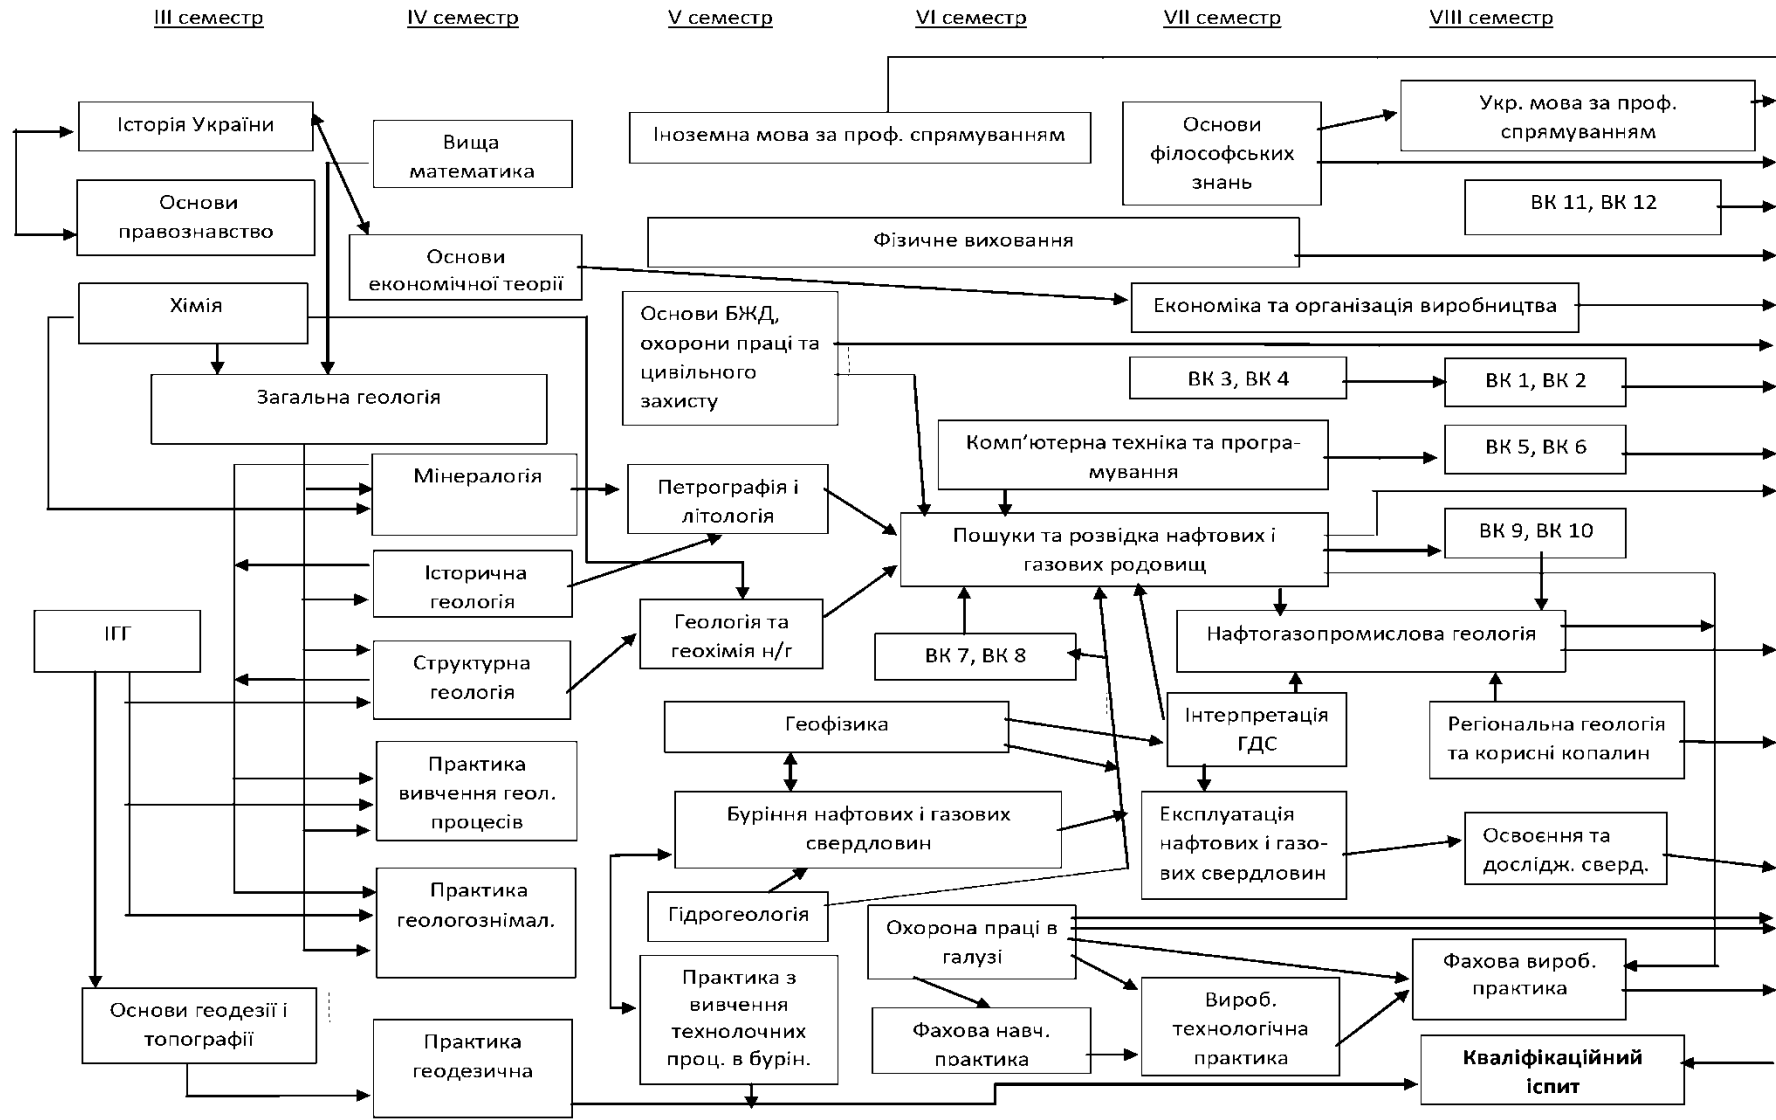 III семестр
IV семестр
V семестр
VI семестр
VII семестр
VIII семестр
Історія України
Основи
правознавство
Хімія
Загальна геологія
ІГГ
Основи геодезії і
топографії
Вища
математика
Основи
економічної теорії
Мінералогія
Історична
геологія
Структурна
геологія
Практика
вивчення геол.
процесів
Практика
геологознімал.
Практика
геодезична
Іноземна мова за проф. спрямуванням
Фізичне виховання
Основи БЖД,
охорони праці та
цивільного
захисту
Петрографія і
літологія
Геологія та
геохімія н/г
Геофізика
Буріння нафтових і газових
свердловин
Гідрогеологія
Практика з
вивчення
технолочних
проц. в бурін.
Комп’ютерна техніка та програ-
мування
Пошуки та розвідка нафтових і
газових родовищ
ВК 7, ВК 8
Охорона праці в
галузі
Фахова навч.
практика
Основи
філософських
знань
Економіка та організація виробництва
ВК 3, ВК 4
Нафтогазопромислова геологія
Інтерпретація
ГДС
Експлуатація
нафтових і газо-
вих свердловин
Вироб.
технологічна
практика
Укр. мова за проф.
спрямуванням
ВК 11, ВК 12
ВК 1, ВК 2
ВК 5, ВК 6
ВК 9, ВК 10
Регіональна геологія
та корисні копалин
Освоєння та
дослідж. сверд.
Фахова вироб.
практика
Кваліфікаційний
іспит